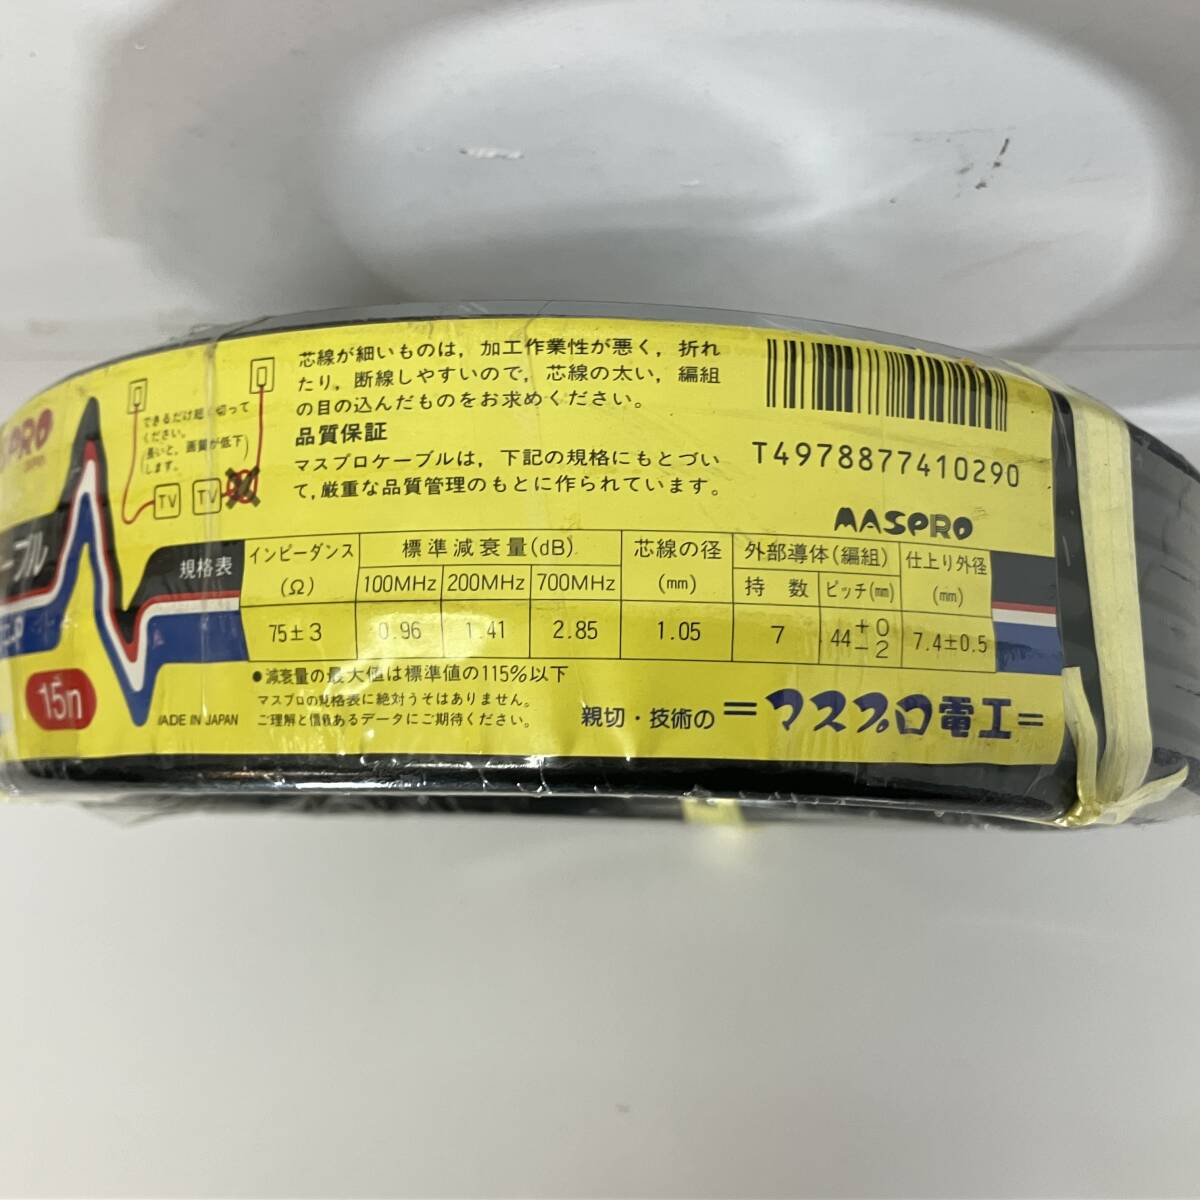 芯線が細いものは，加工作業性が悪く，折れ
たり，断線しやすいので，芯線の太い，編組
の目の込んだものをお求めください。
品質保証
マスプロケーブルは，下記の規格にもとづい
て，厳重な品質管理のもとに作られています。
T4978877410290
MASPRO
できるだけ短く切って
ください。
長いと，画質が低下
します。
TV
TV
ーブル
規格表
インピーダンス
(Ω)
標準減衰量(dB)
100MHz 200MHz 700MHz
芯線の径
(mm)
外部導体(編組)
持 数 ピッチ(mm)
仕上り外径
(mm)
75±3 0.96 1.41 2.85 1.05 7 44+0−2 7.4±0.5
●減衰量の最大値は標準値の115%以下
マスプロの規格表に絶対うそはありません。
ご理解と信頼あるデータにご期待ください。
親切・技術の＝マスプロ電工＝
15m
MADE IN JAPAN